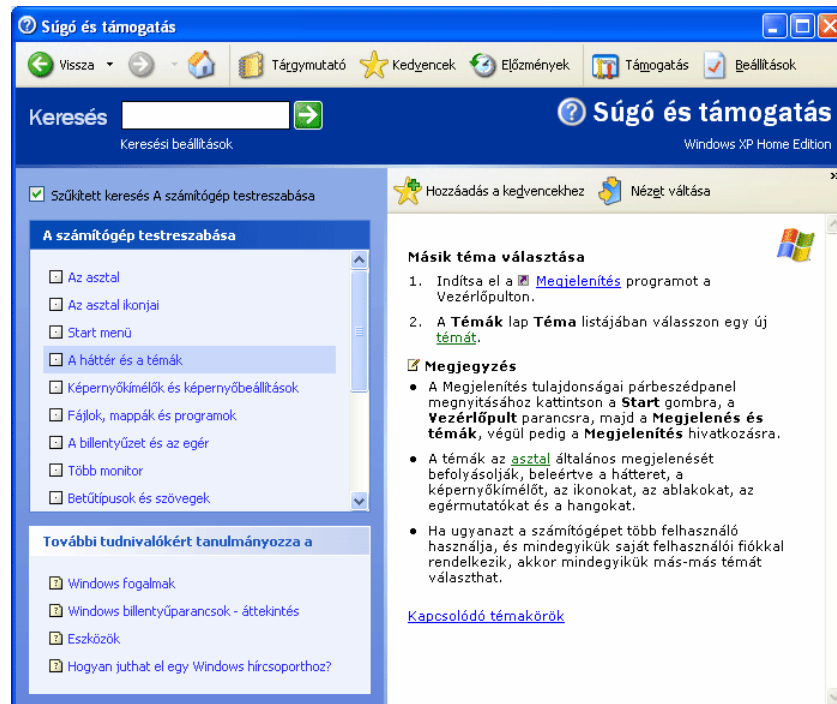 Súgó és támogatás
Vissza
Tárgymutató
Kedvencek
Előzmények
Támogatás
Beállítások
Keresés
Keresési beállítások
Súgó és támogatás
Windows XP Home Edition
Szűkített keresés A számítógép testreszabása
A számítógép testreszabása
Az asztal
Az asztal ikonjai
Start menü
A háttér és a témák
Képernyőkímélők és képernyőbeállítások
Fájlok, mappák és programok
A billentyűzet és az egér
Több monitor
Betűtípusok és szövegek
További tudnivalókért tanulmányozza a
Windows fogalmak
Windows billentyűparancsok - áttekintés
Eszközök
Hogyan juthat el egy Windows hírcsoporthoz?
Hozzáadás a kedvencekhez
Nézet váltása
»
Másik téma választása
1. Indítsa el a Megjelenítés programot a
Vezérlőpulton.
2. A Témák lap Téma listájában válasszon egy új
témát.
Megjegyzés
• A Megjelenítés tulajdonságai párbeszédpanel
megnyitásához kattintson a Start gombra, a
Vezérlőpult parancsra, majd a Megjelenés és
témák, végül pedig a Megjelenítés hivatkozásra.
• A témák az asztal általános megjelenését
befolyásolják, beleértve a hátteret, a
képernyőkímélőt, az ikonokat, az ablakokat, az
egérmutatókat és a hangokat.
• Ha ugyanazt a számítógépet több felhasználó
használja, és mindegyikük saját felhasználói fiókkal
rendelkezik, akkor mindegyikük más-más témát
választhat.
Kapcsolódó témakörök